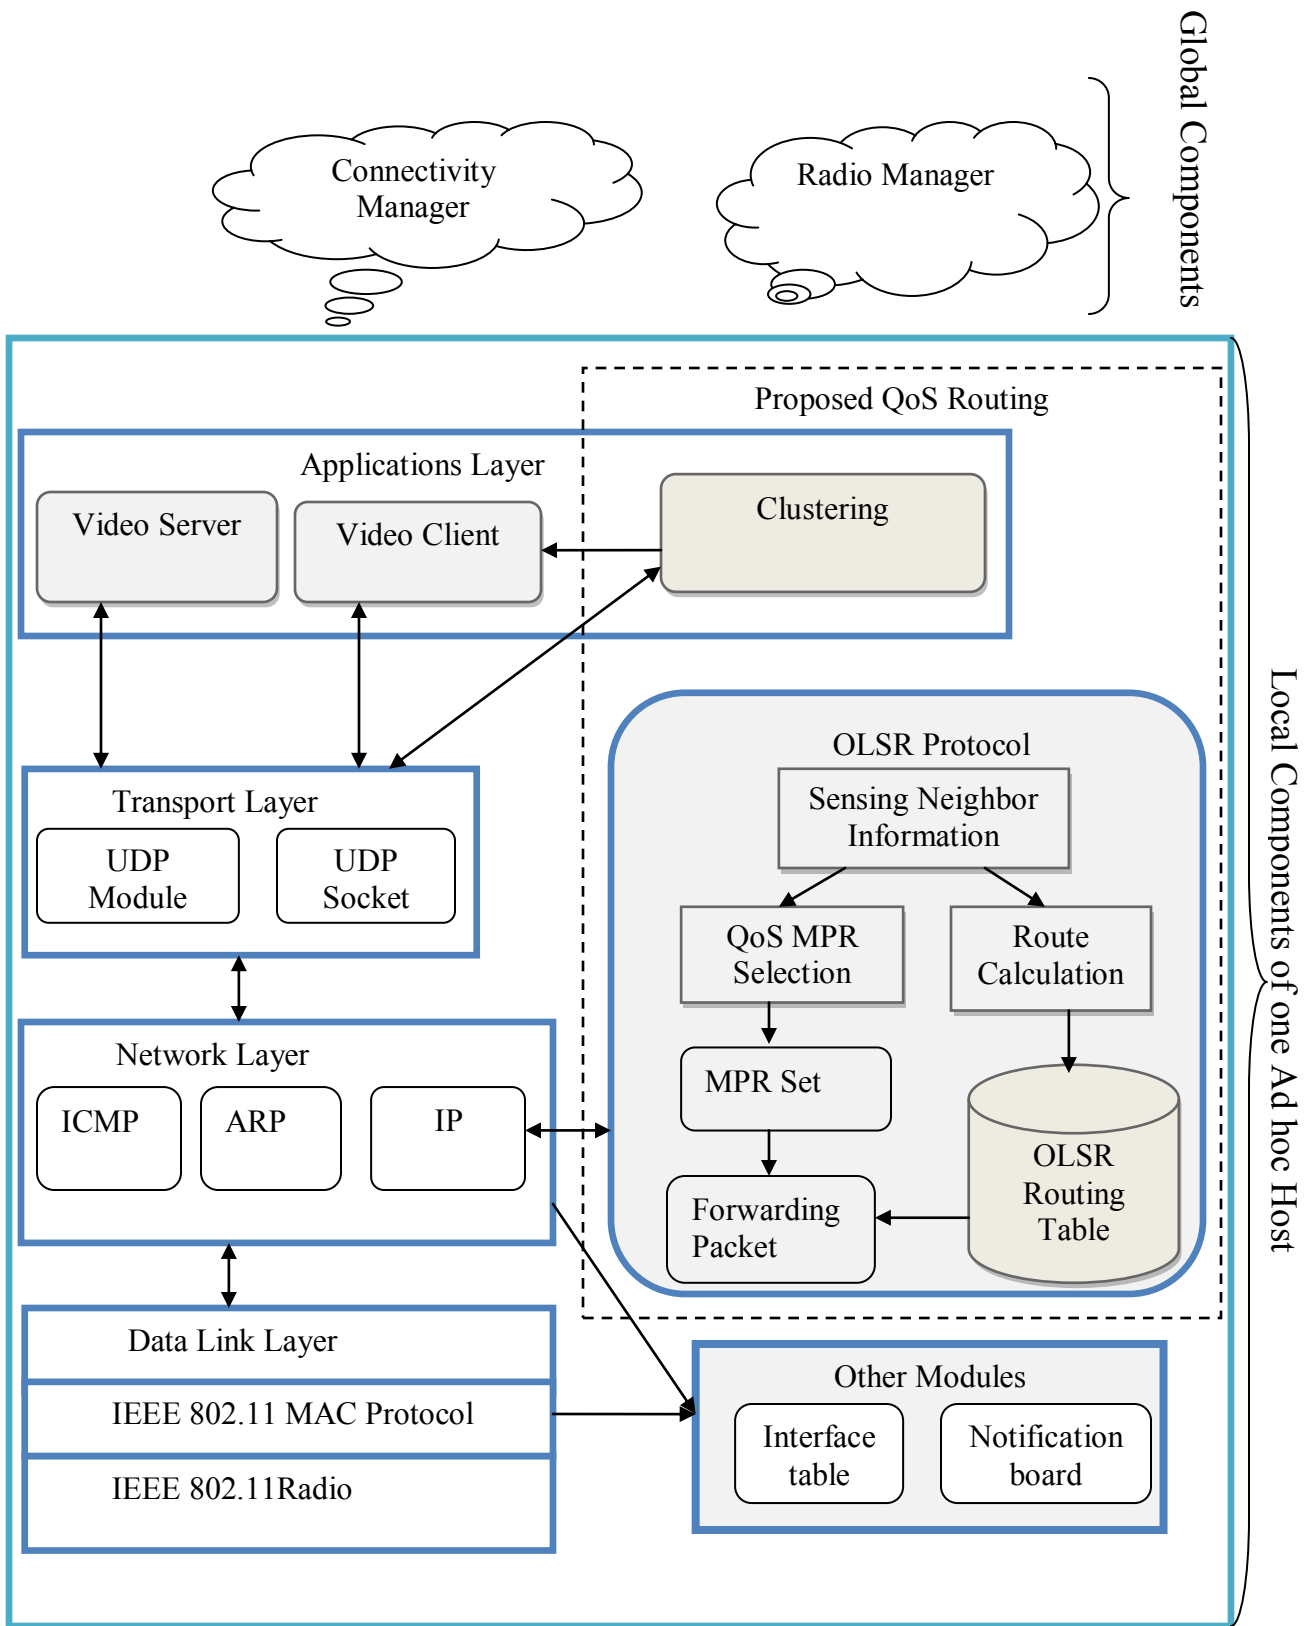 Global Components
Connectivity
Manager
Radio Manager
Proposed QoS Routing
Applications Layer
Video Server
Video Client
Clustering
Local Components of one Ad hoc Host
OLSR Protocol
Sensing Neighbor
Information
Transport Layer
UDP
Module
UDP
Socket
QoS MPR
Selection
Route
Calculation
Network Layer
ICMP
ARP
IP
MPR Set
OLSR
Routing
Table
Forwarding
Packet
Data Link Layer
IEEE 802.11 MAC Protocol
IEEE 802.11Radio
Other Modules
Interface
table
Notification
board